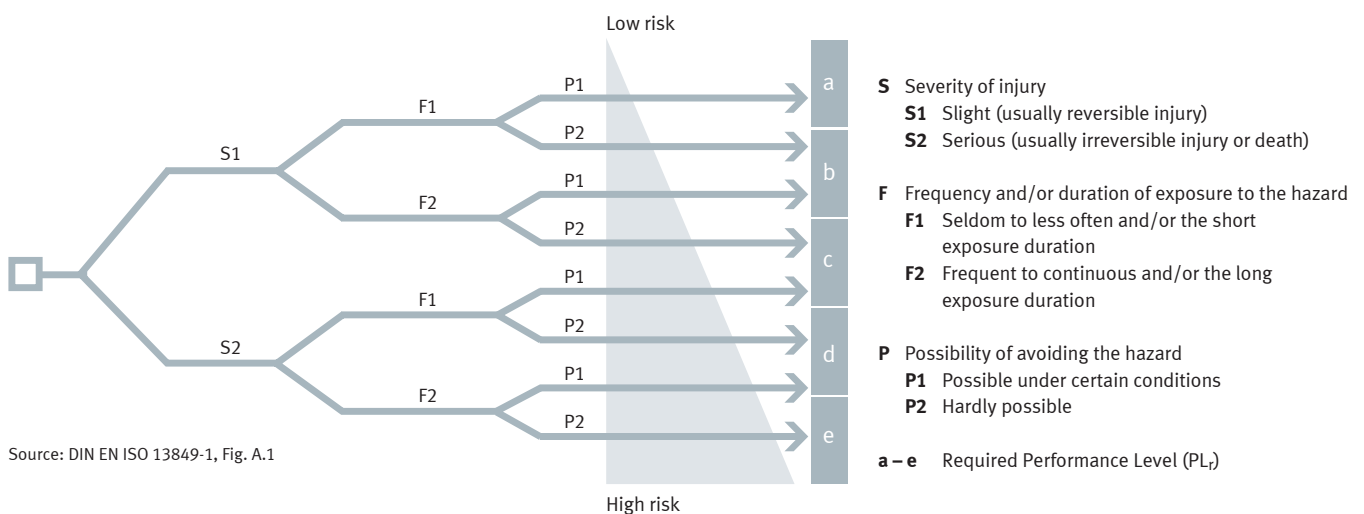 Low risk
P1
a
F1
P2
S1
b
P1
F2
P2
c
P1
F1
P2
S2
d
P1
F2
P2
e
High risk
Source: DIN EN ISO 13849-1, Fig. A.1
S Severity of injury
S1 Slight (usually reversible injury)
S2 Serious (usually irreversible injury or death)
F Frequency and/or duration of exposure to the hazard
F1 Seldom to less often and/or the short
exposure duration
F2 Frequent to continuous and/or the long
exposure duration
P Possibility of avoiding the hazard
P1 Possible under certain conditions
P2 Hardly possible
a – e Required Performance Level (PLr)